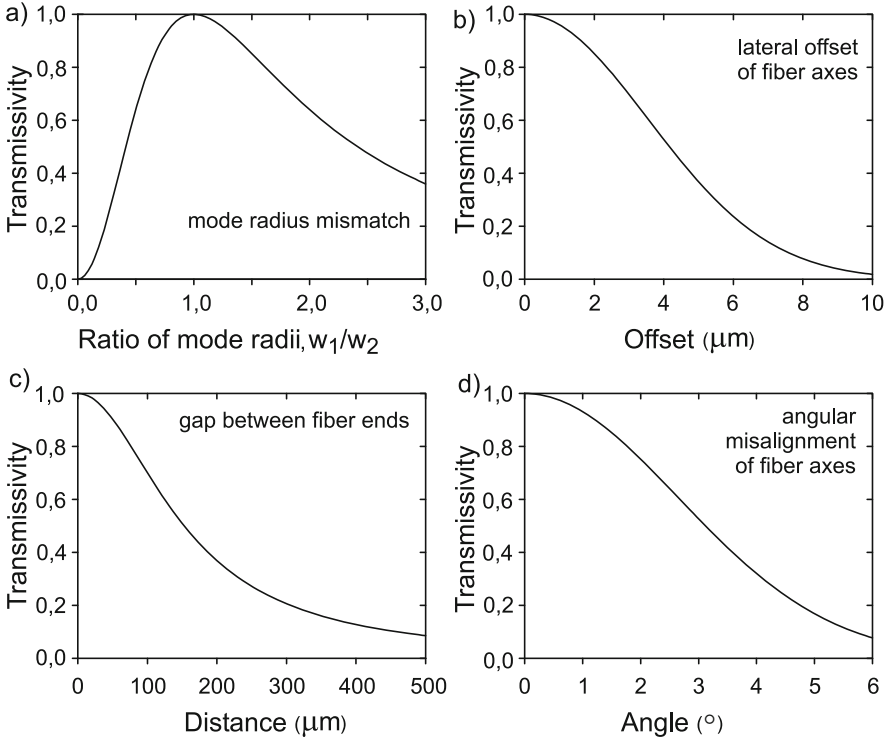 a)
Transmissivity
1,0
0,8
0,6
0,4
0,2
0,0
mode radius mismatch
0,0 1,0 2,0 3,0
Ratio of mode radii, w₁/w₂
b)
Transmissivity
1,0
0,8
0,6
0,4
0,2
0,0
lateral offset
of fiber axes
0 2 4 6 8 10
Offset (μm)
c)
Transmissivity
1,0
0,8
0,6
0,4
0,2
0,0
gap between fiber ends
0 100 200 300 400 500
Distance (μm)
d)
Transmissivity
1,0
0,8
0,6
0,4
0,2
0,0
angular
misalignment
of fiber axes
0 1 2 3 4 5 6
Angle (°)